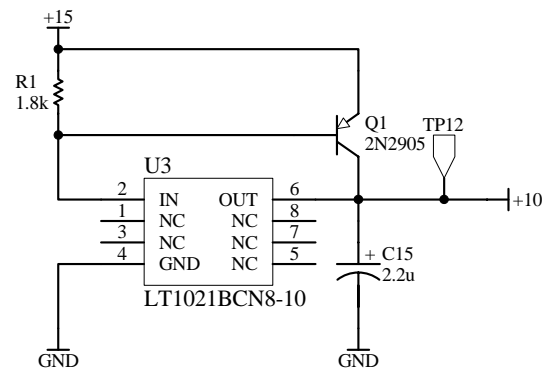 +15
R1
1.8k
Q1
2N2905
TP12
U3
2 IN OUT 6
1 NC NC 8
3 NC NC 7
4 GND NC 5
LT1021BCN8-10
+10
+ C15
2.2u
GND GND